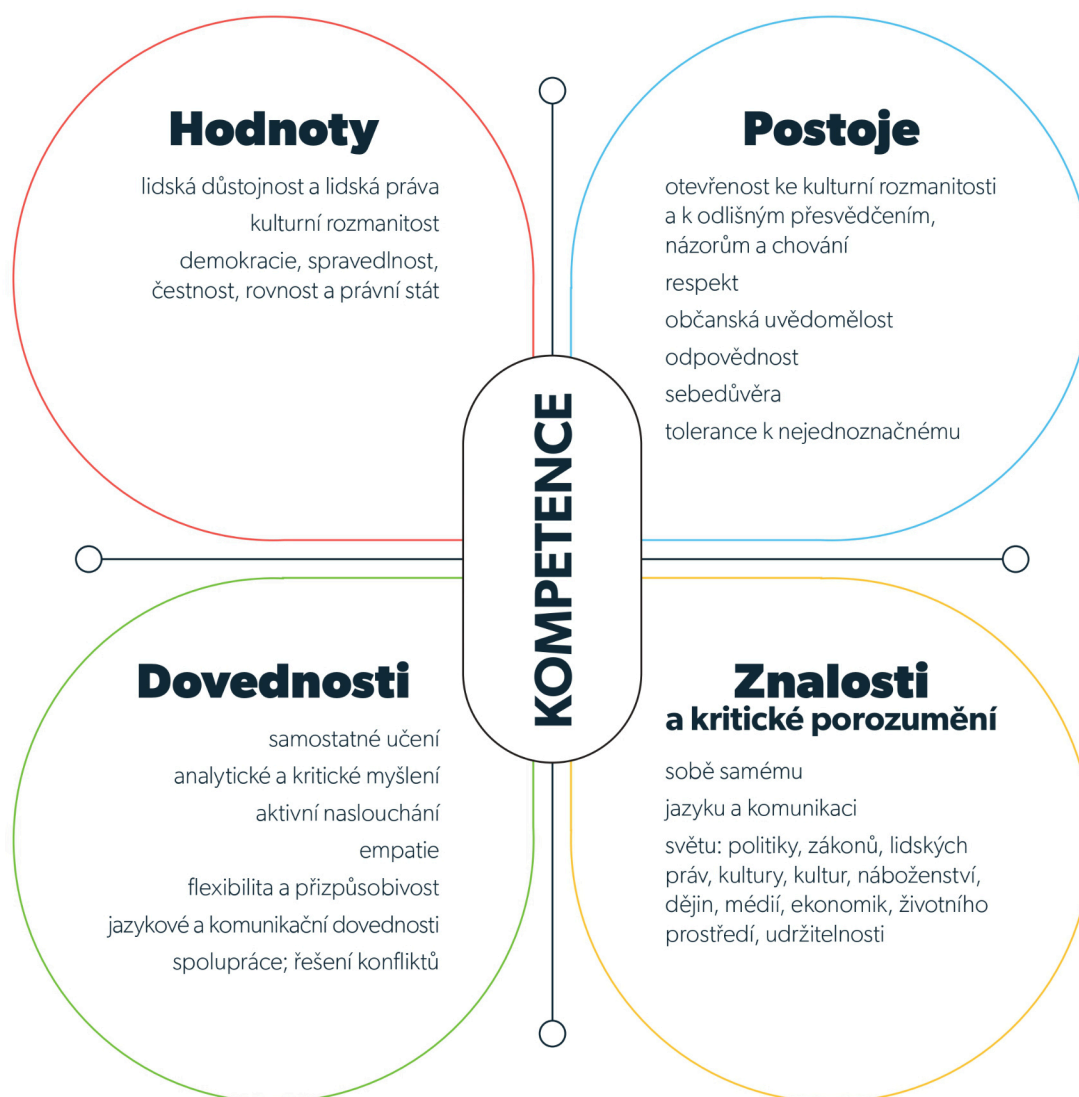 Hodnoty
lidská důstojnost a lidská práva
kulturní rozmanitost
demokracie, spravedlnost,
čestnost, rovnost a právní stát
Postoje
otevřenost ke kulturní rozmanitosti
a k odlišným přesvědčením,
názorům a chování
respekt
občanská uvědomělost
odpovědnost
sebedůvěra
tolerance k nejednoznačnému
KOMPETENCE
Dovednosti
samostatné učení
analytické a kritické myšlení
aktivní naslouchání
empatie
flexibilita a přizpůsobivost
jazykové a komunikační dovednosti
spolupráce; řešení konfliktů
Znalosti
a kritické porozumění
sobě samému
jazyku a komunikaci
světu: politiky, zákonů, lidských
práv, kultury, kultur, náboženství,
dějin, médií, ekonomik, životního
prostředí, udržitelnosti